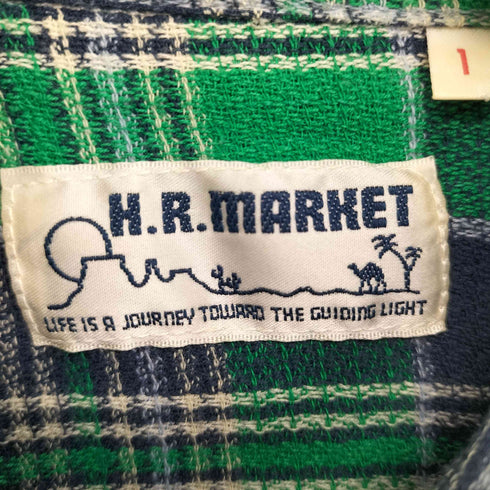 1
H.R.MARKET
LIFE IS A JOURNEY TOWARD THE GUIDING LIGHT